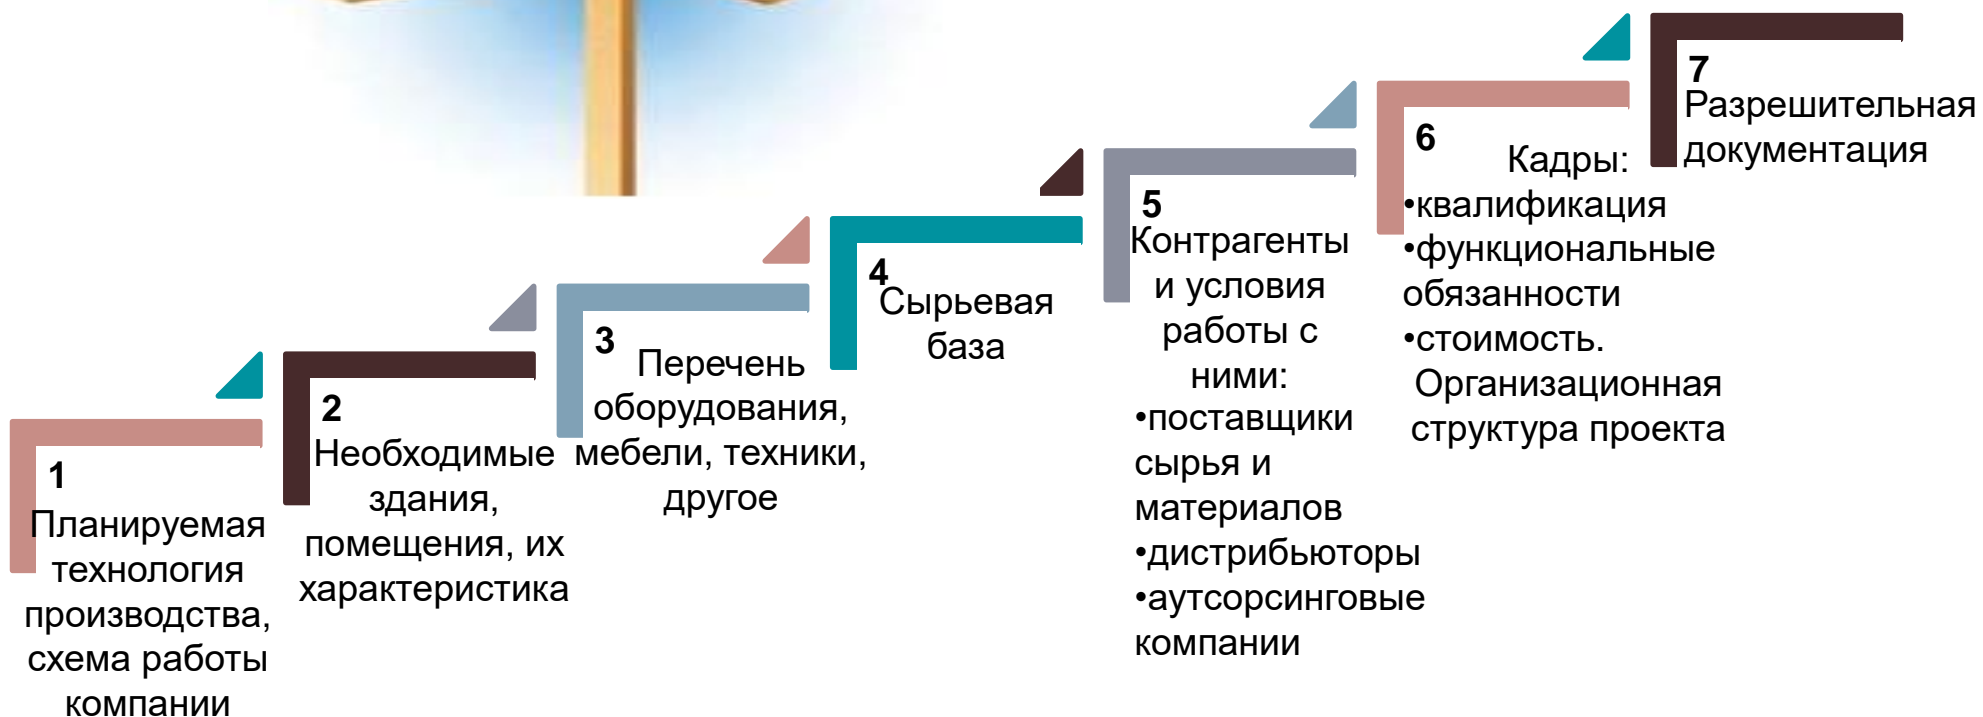 1
Планируемая
технология
производства,
схема работы
компании
2
Необходимые
здания,
помещения, их
характеристика
3
Перечень
оборудования,
мебели, техники,
другое
4
Сырьевая
база
5
Контрагенты
и условия
работы с
ними:
•поставщики
сырья и
материалов
•дистрибьюторы
•аутсорсинговые
компании
6
Кадры:
•квалификация
•функциональные
обязанности
•стоимость.
Организационная
структура проекта
7
Разрешительная
документация